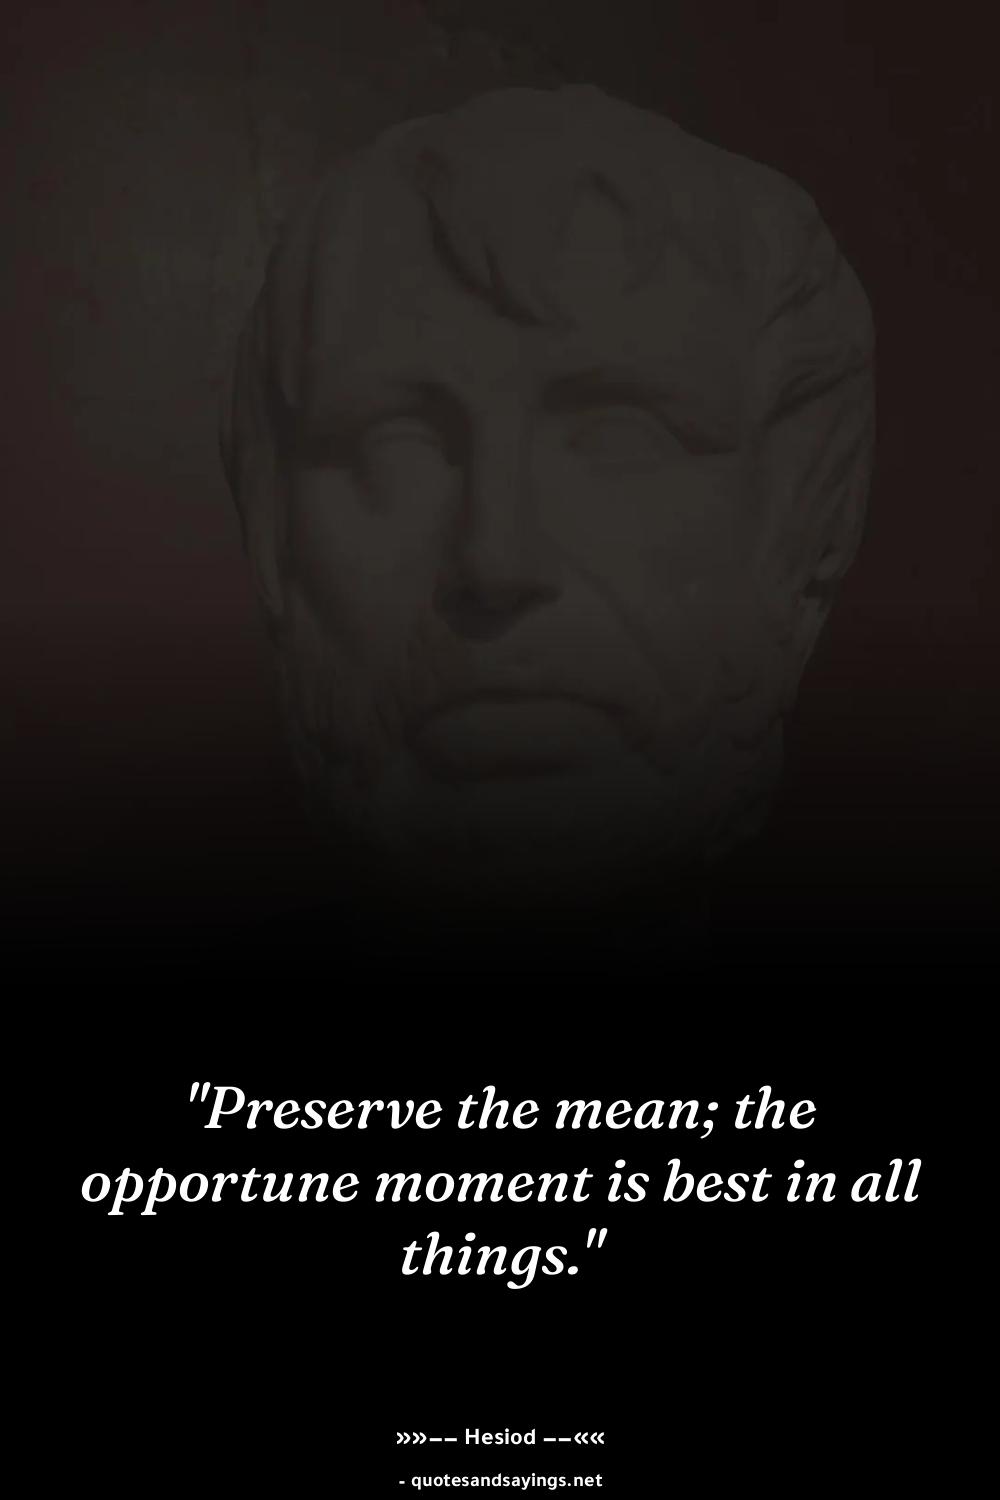 "Preserve the mean; the
opportune moment is best in all
things."
»»—— Hesiod ——««
- quotesandsayings.net